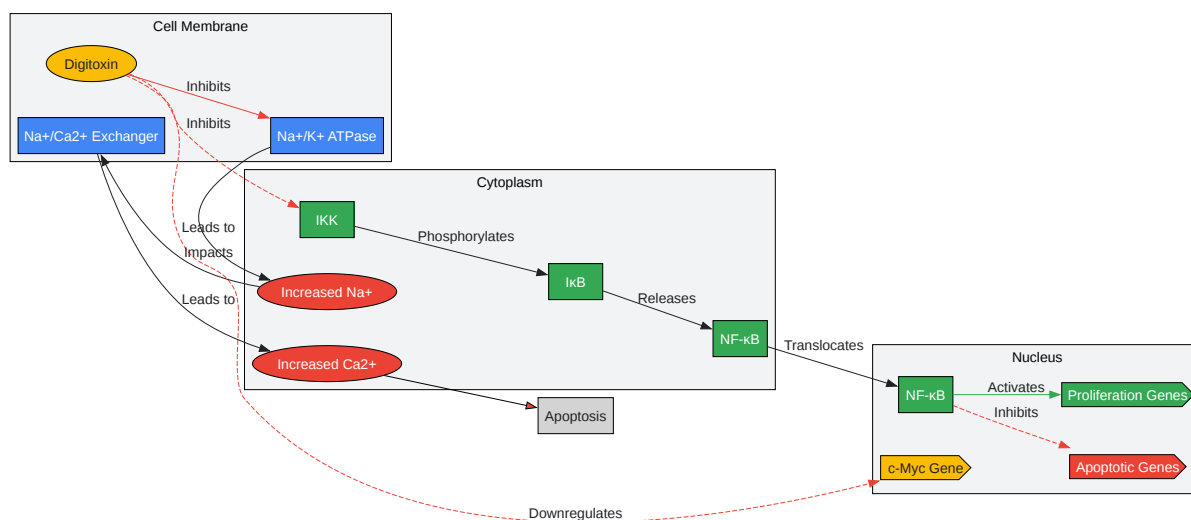 Cell Membrane
Digitoxin
Inhibits
Inhibits
Na+/Ca2+ Exchanger
Na+/K+ ATPase
Cytoplasm
IKK
Leads to
Phosphorylates
Impacts
IκB
Increased Na+
Leads to
Releases
NF-κB
Translocates
Increased Ca2+
Apoptosis
Nucleus
NF-κB
Activates
Proliferation Genes
Inhibits
c-Myc Gene
Apoptotic Genes
Downregulates